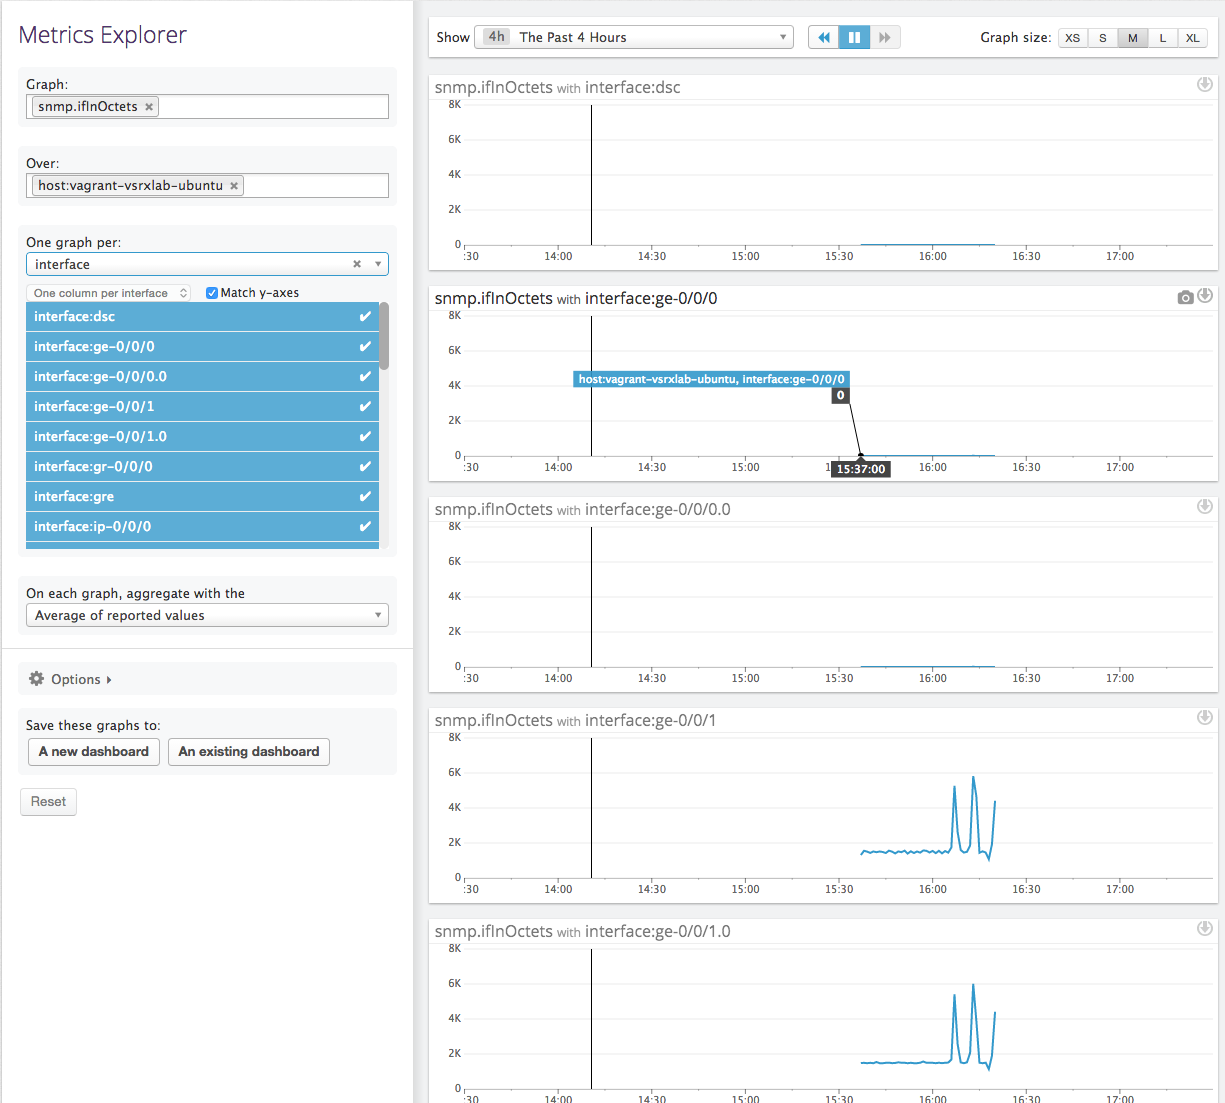 Metrics Explorer
Graph:
snmp.ifInOctets ×
Over:
host:vagrant-vsrxlab-ubuntu ×
One graph per:
interface ×
One column per interface
Match y-axes
interface:dsc
interface:ge-0/0/0
interface:ge-0/0/0.0
interface:ge-0/0/1
interface:ge-0/0/1.0
interface:gr-0/0/0
interface:gre
interface:ip-0/0/0
On each graph, aggregate with the
Average of reported values
Options
Save these graphs to:
A new dashboard An existing dashboard
Reset
Show 4h The Past 4 Hours Graph size: XS S M L XL
snmp.ifInOctets with interface:dsc
8K
6K
4K
2K
0
:30 14:00 14:30 15:00 15:30 16:00 16:30 17:00
snmp.ifInOctets with interface:ge-0/0/0
8K
6K
host:vagrant-vsrxlab-ubuntu, interface:ge-0/0/0
4K
0
2K
0
:30 14:00 14:30 15:00 1 15:37:00 16:00 16:30 17:00
snmp.ifInOctets with interface:ge-0/0/0.0
8K
6K
4K
2K
0
:30 14:00 14:30 15:00 15:30 16:00 16:30 17:00
snmp.ifInOctets with interface:ge-0/0/1
8K
6K
4K
2K
0
:30 14:00 14:30 15:00 15:30 16:00 16:30 17:00
snmp.ifInOctets with interface:ge-0/0/1.0
8K
6K
4K
2K
0
:30 14:00 14:30 15:00 15:30 16:00 16:30 17:00